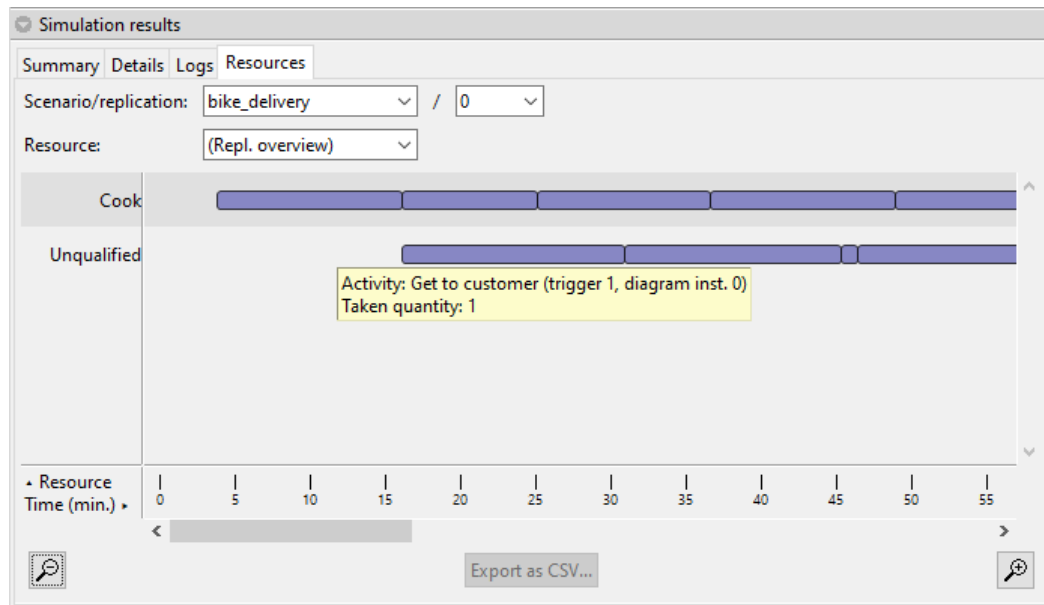 Simulation results
Summary Details Logs Resources
Scenario/replication: bike_delivery / 0
Resource: (Repl. overview)
Cook
Unqualified
Activity: Get to customer (trigger 1, diagram inst. 0)
Taken quantity: 1
Resource
Time (min.)
0 5 10 15 20 25 30 35 40 45 50 55
Export as CSV...